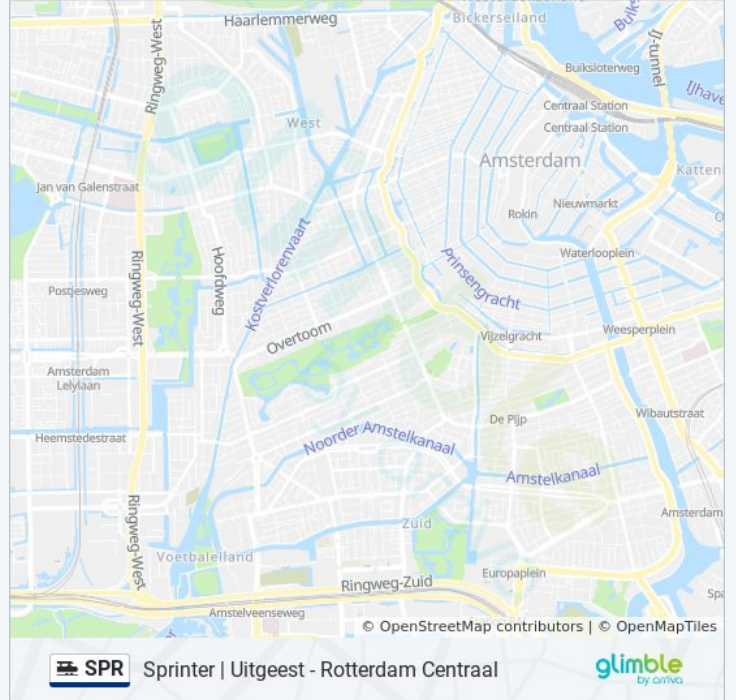 Haarlemmerweg
Bickerseiland
Buiks
IJ-tunnel
Ringweg-West
Buiksloterweg
IJhave
Centraal Station
West
Centraal Station
Amsterdam
Katten
Jan van Galenstraat
Nieuwmarkt
Rokin
O
Kostverlorenvaart
Waterlooplein
Hoofdweg
Ringweg-West
Prinsengracht
Postjesweg
Overtoom
Vijzelgracht
Weesperplein
Amsterdam
Lelylaan
De Pijp
Wibautstraat
Noorder Amstelkanaal
Heemstedestraat
Amstelkanaal
Amsterdam
Ringweg-West
Zuid
Voetbaleiland
Europaplein
Ringweg-Zuid
Spa
Amstelveenseweg
er
© OpenStreetMap contributors | © OpenMapTiles
SPR Sprinter | Uitgeest - Rotterdam Centraal
glimble
by arriva